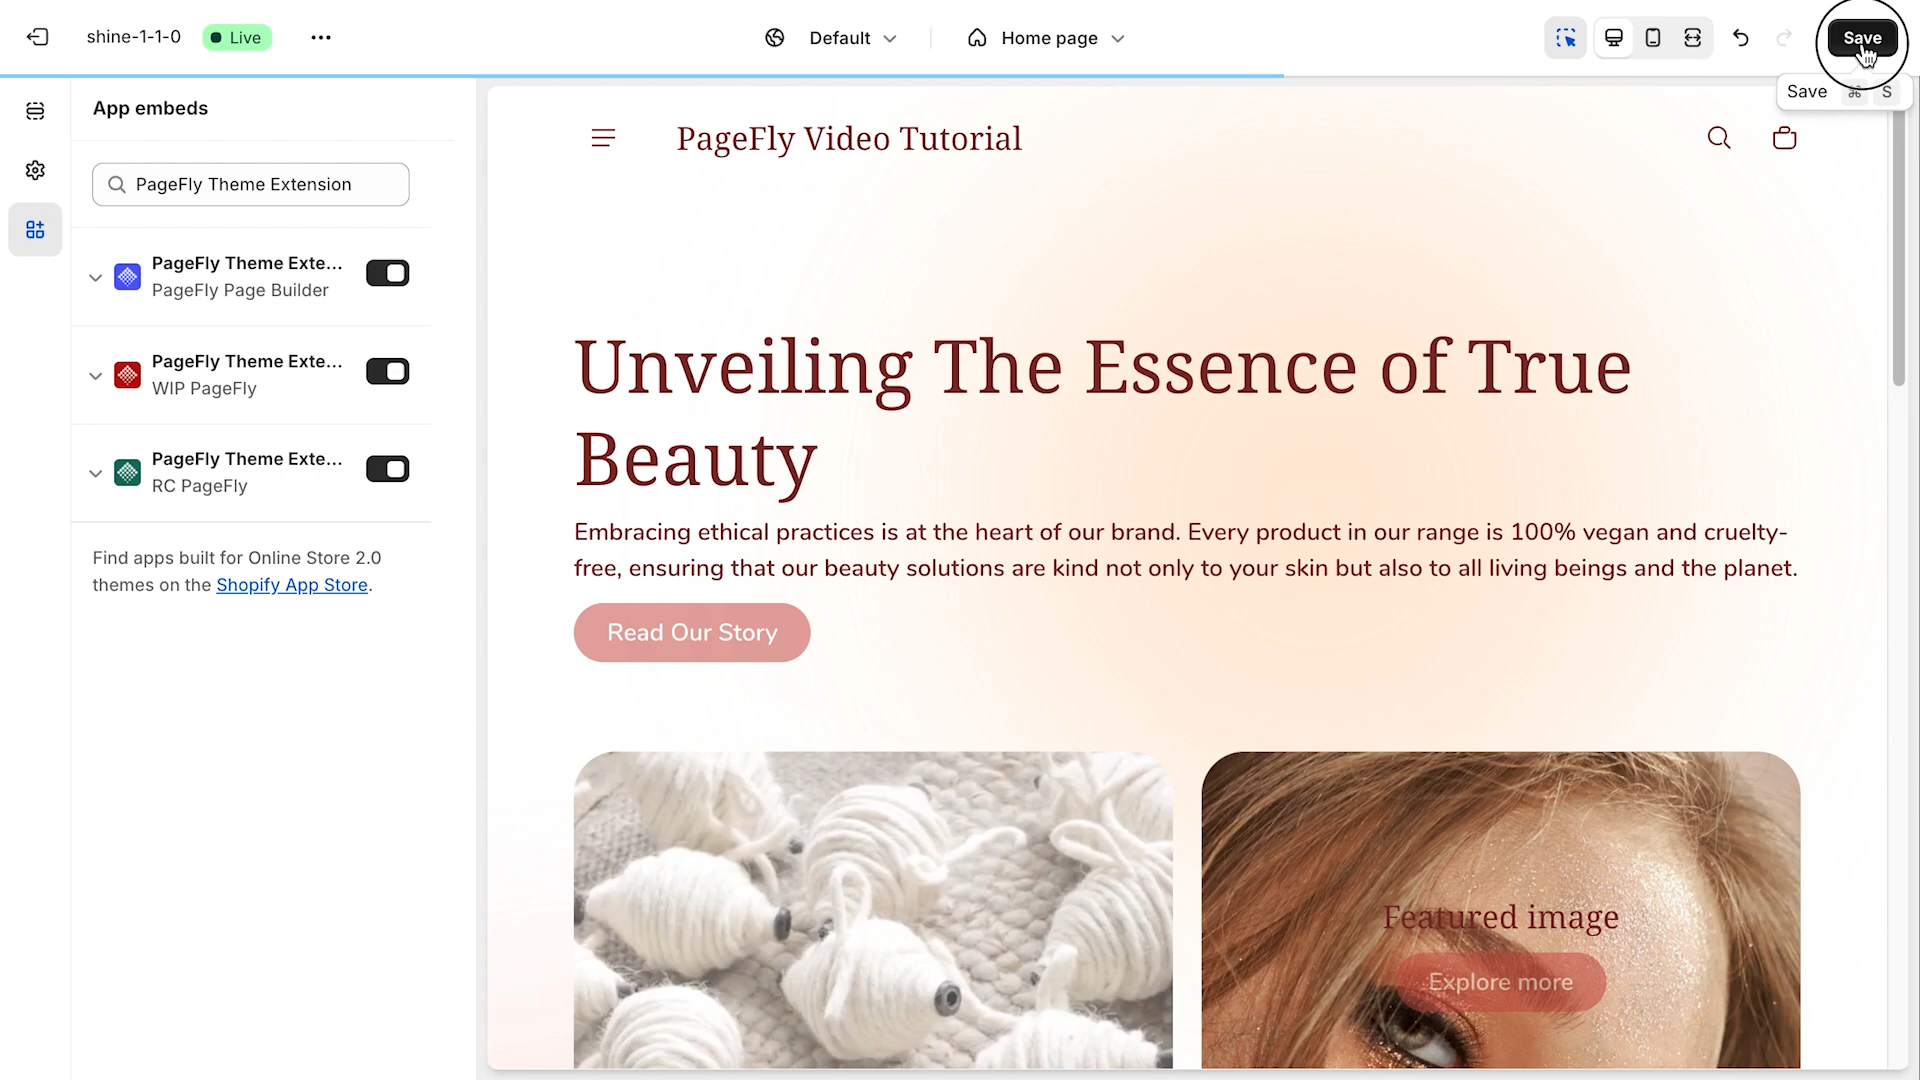 shine-1-1-0
Live
Default
Home page
Save
Save ⌘ S
App embeds
PageFly Theme Extension
PageFly Theme Exte...
PageFly Page Builder
PageFly Theme Exte...
WIP PageFly
PageFly Theme Exte...
RC PageFly
Find apps built for Online Store 2.0
themes on the Shopify App Store.
PageFly Video Tutorial
Unveiling The Essence of True
Beauty
Embracing ethical practices is at the heart of our brand. Every product in our range is 100% vegan and cruelty-
free, ensuring that our beauty solutions are kind not only to your skin but also to all living beings and the planet.
Read Our Story
Featured image
Explore more